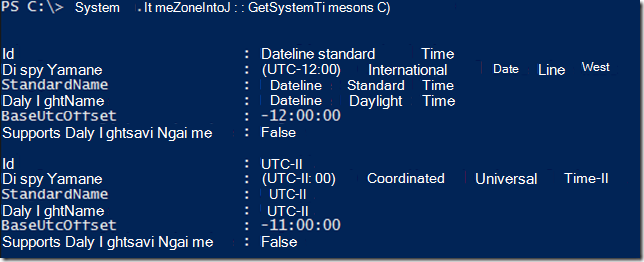 PS C:\> System .It meZoneIntoJ : : GetSystemTi mesons C)
Id : Dateline standard Time
Di spy Yamane : (UTC-12:00) International Date Line West
StandardName : Dateline Standard Time
Daly I ghtName : Dateline Daylight Time
BaseUtcOffset : -12:00:00
Supports Daly I ghtsavi Ngai me : False
Id : UTC-II
Di spy Yamane : (UTC-II: 00) Coordinated Universal Time-II
StandardName : UTC-II
Daly I ghtName : UTC-II
BaseUtcOffset : -11:00:00
Supports Daly I ghtsavi Ngai me : False